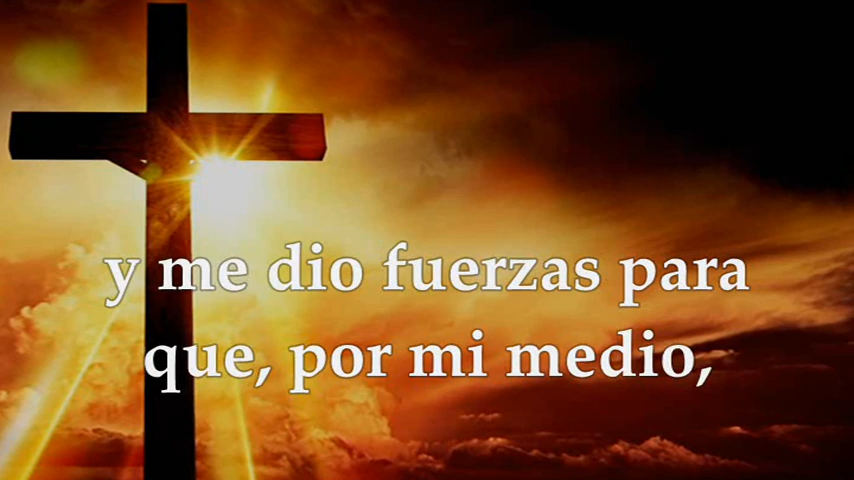 y me dio fuerzas para
que, por mi medio,